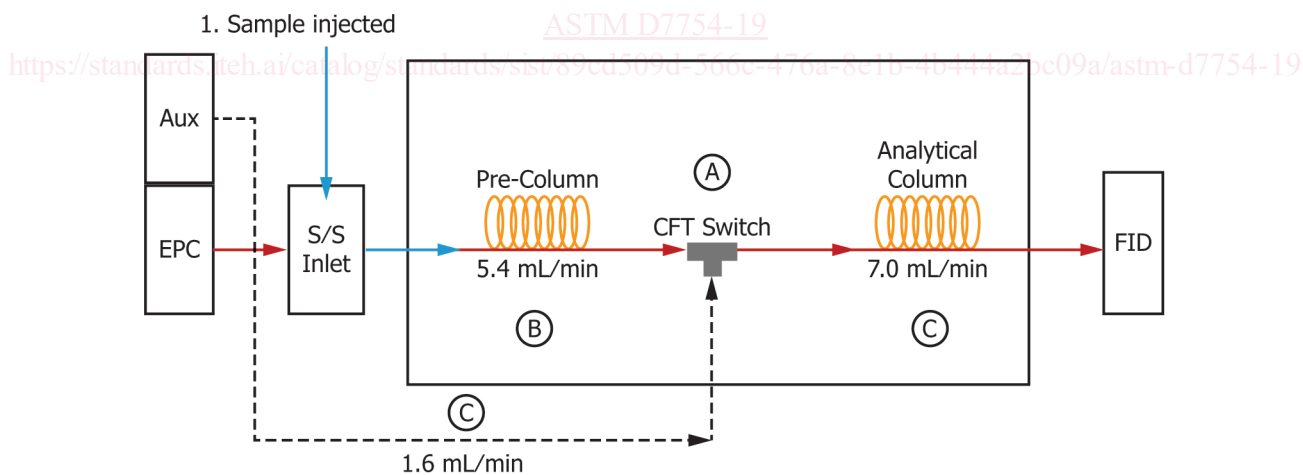 ASTM D7754-19
https://standards.iteh.ai/catalog/standards/sist/89cd509d-566c-476a-8e1b-4b444a2bc09a/astm-d7754-19
1. Sample injected
Aux
EPC
S/S
Inlet
Pre-Column
5.4 mL/min
B
A
CFT Switch
Analytical
Column
7.0 mL/min
C
FID
C
1.6 mL/min